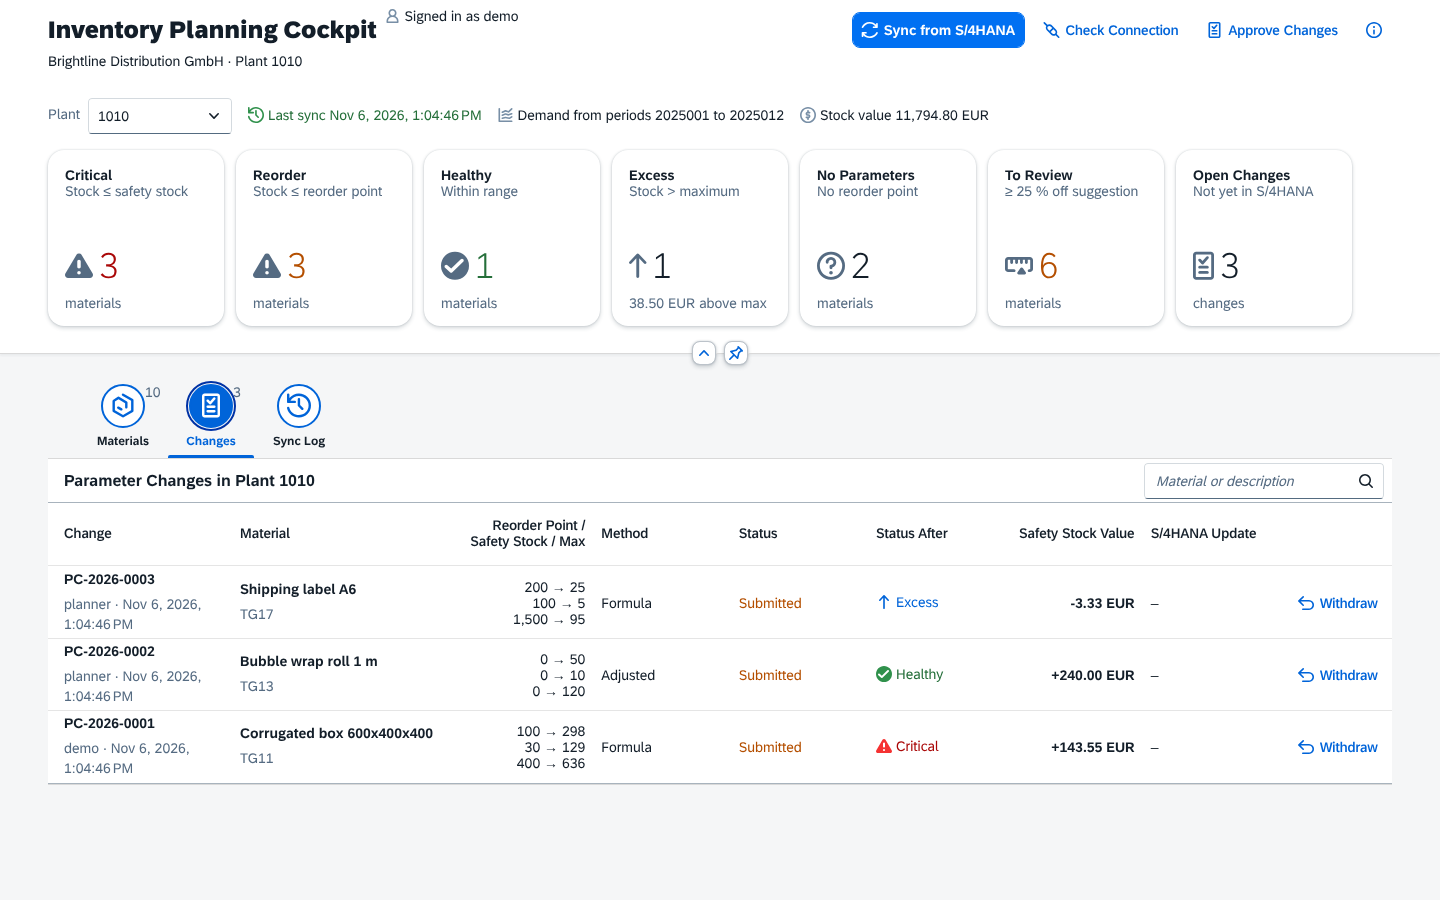 Inventory Planning Cockpit
Signed in as demo
Sync from S/4HANA
Check Connection
Approve Changes
Brightline Distribution GmbH · Plant 1010
Plant
1010
Last sync Nov 6, 2026, 1:04:46 PM
Demand from periods 2025001 to 2025012
Stock value 11,794.80 EUR
Critical
Stock ≤ safety stock
3
materials
Reorder
Stock ≤ reorder point
3
materials
Healthy
Within range
1
materials
Excess
Stock > maximum
1
38.50 EUR above max
No Parameters
No reorder point
2
materials
To Review
≥ 25 % off suggestion
6
materials
Open Changes
Not yet in S/4HANA
3
changes
10
Materials
3
Changes
Sync Log
Parameter Changes in Plant 1010
Material or description
Change
Material
Reorder Point /
Safety Stock / Max
Method
Status
Status After
Safety Stock Value
S/4HANA Update
PC-2026-0003
planner · Nov 6, 2026,
1:04:46 PM
Shipping label A6
TG17
200 → 25
100 → 5
1,500 → 95
Formula
Submitted
Excess
-3.33 EUR
–
Withdraw
PC-2026-0002
planner · Nov 6, 2026,
1:04:46 PM
Bubble wrap roll 1 m
TG13
0 → 50
0 → 10
0 → 120
Adjusted
Submitted
Healthy
+240.00 EUR
–
Withdraw
PC-2026-0001
demo · Nov 6, 2026,
1:04:46 PM
Corrugated box 600x400x400
TG11
100 → 298
30 → 129
400 → 636
Formula
Submitted
Critical
+143.55 EUR
–
Withdraw